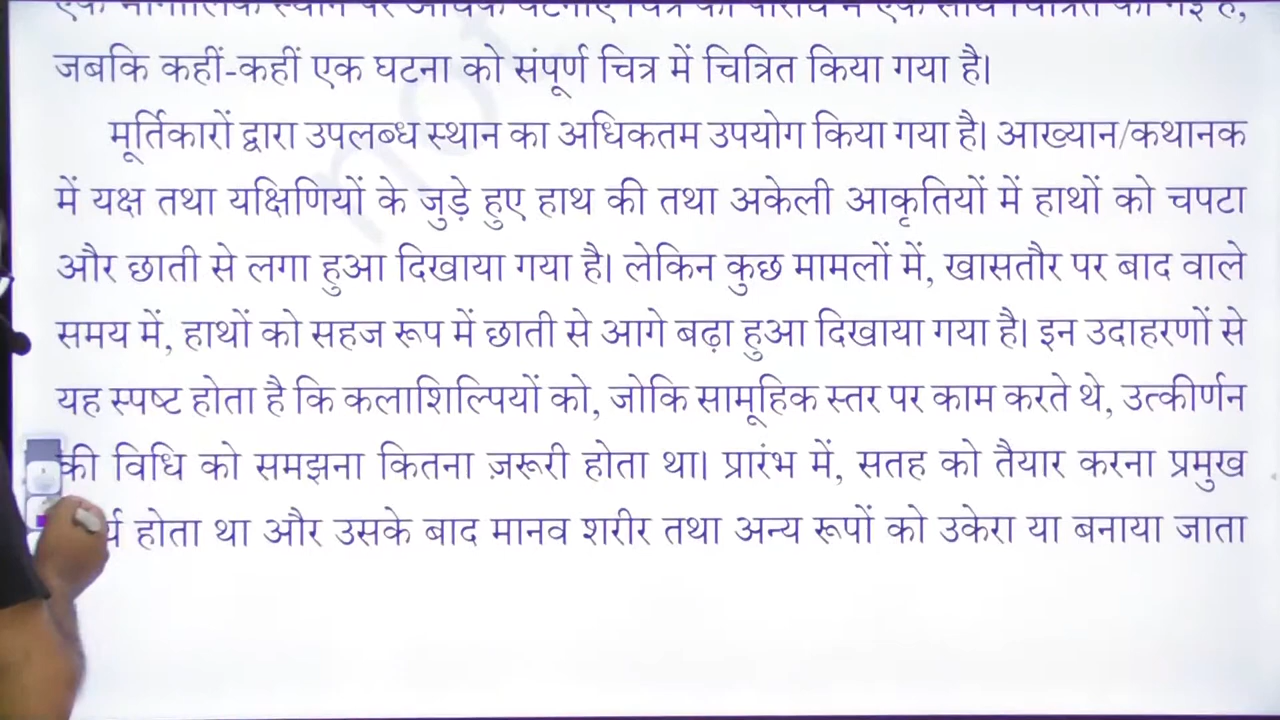 जबकि कहीं-कहीं एक घटना को संपूर्ण चित्र में चित्रित किया गया है।
मूर्तिकारों द्वारा उपलब्ध स्थान का अधिकतम उपयोग किया गया है। आख्यान/कथानक
में यक्ष तथा यक्षिणियों के जुड़े हुए हाथ की तथा अकेली आकृतियों में हाथों को चपटा
और छाती से लगा हुआ दिखाया गया है। लेकिन कुछ मामलों में, खासतौर पर बाद वाले
समय में, हाथों को सहज रूप में छाती से आगे बढ़ा हुआ दिखाया गया है। इन उदाहरणों से
यह स्पष्ट होता है कि कलाशिल्पियों को, जोकि सामूहिक स्तर पर काम करते थे, उत्कीर्णन
की विधि को समझना कितना ज़रूरी होता था। प्रारंभ में, सतह को तैयार करना प्रमुख
होता था और उसके बाद मानव शरीर तथा अन्य रूपों को उकेरा या बनाया जाता